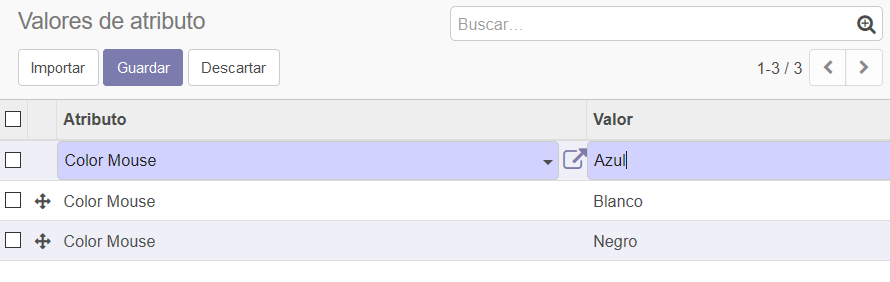 Valores de atributo
Buscar...
Importar Guardar Descartar
1-3 / 3
Atributo Valor
Color Mouse Azul
Color Mouse Blanco
Color Mouse Negro